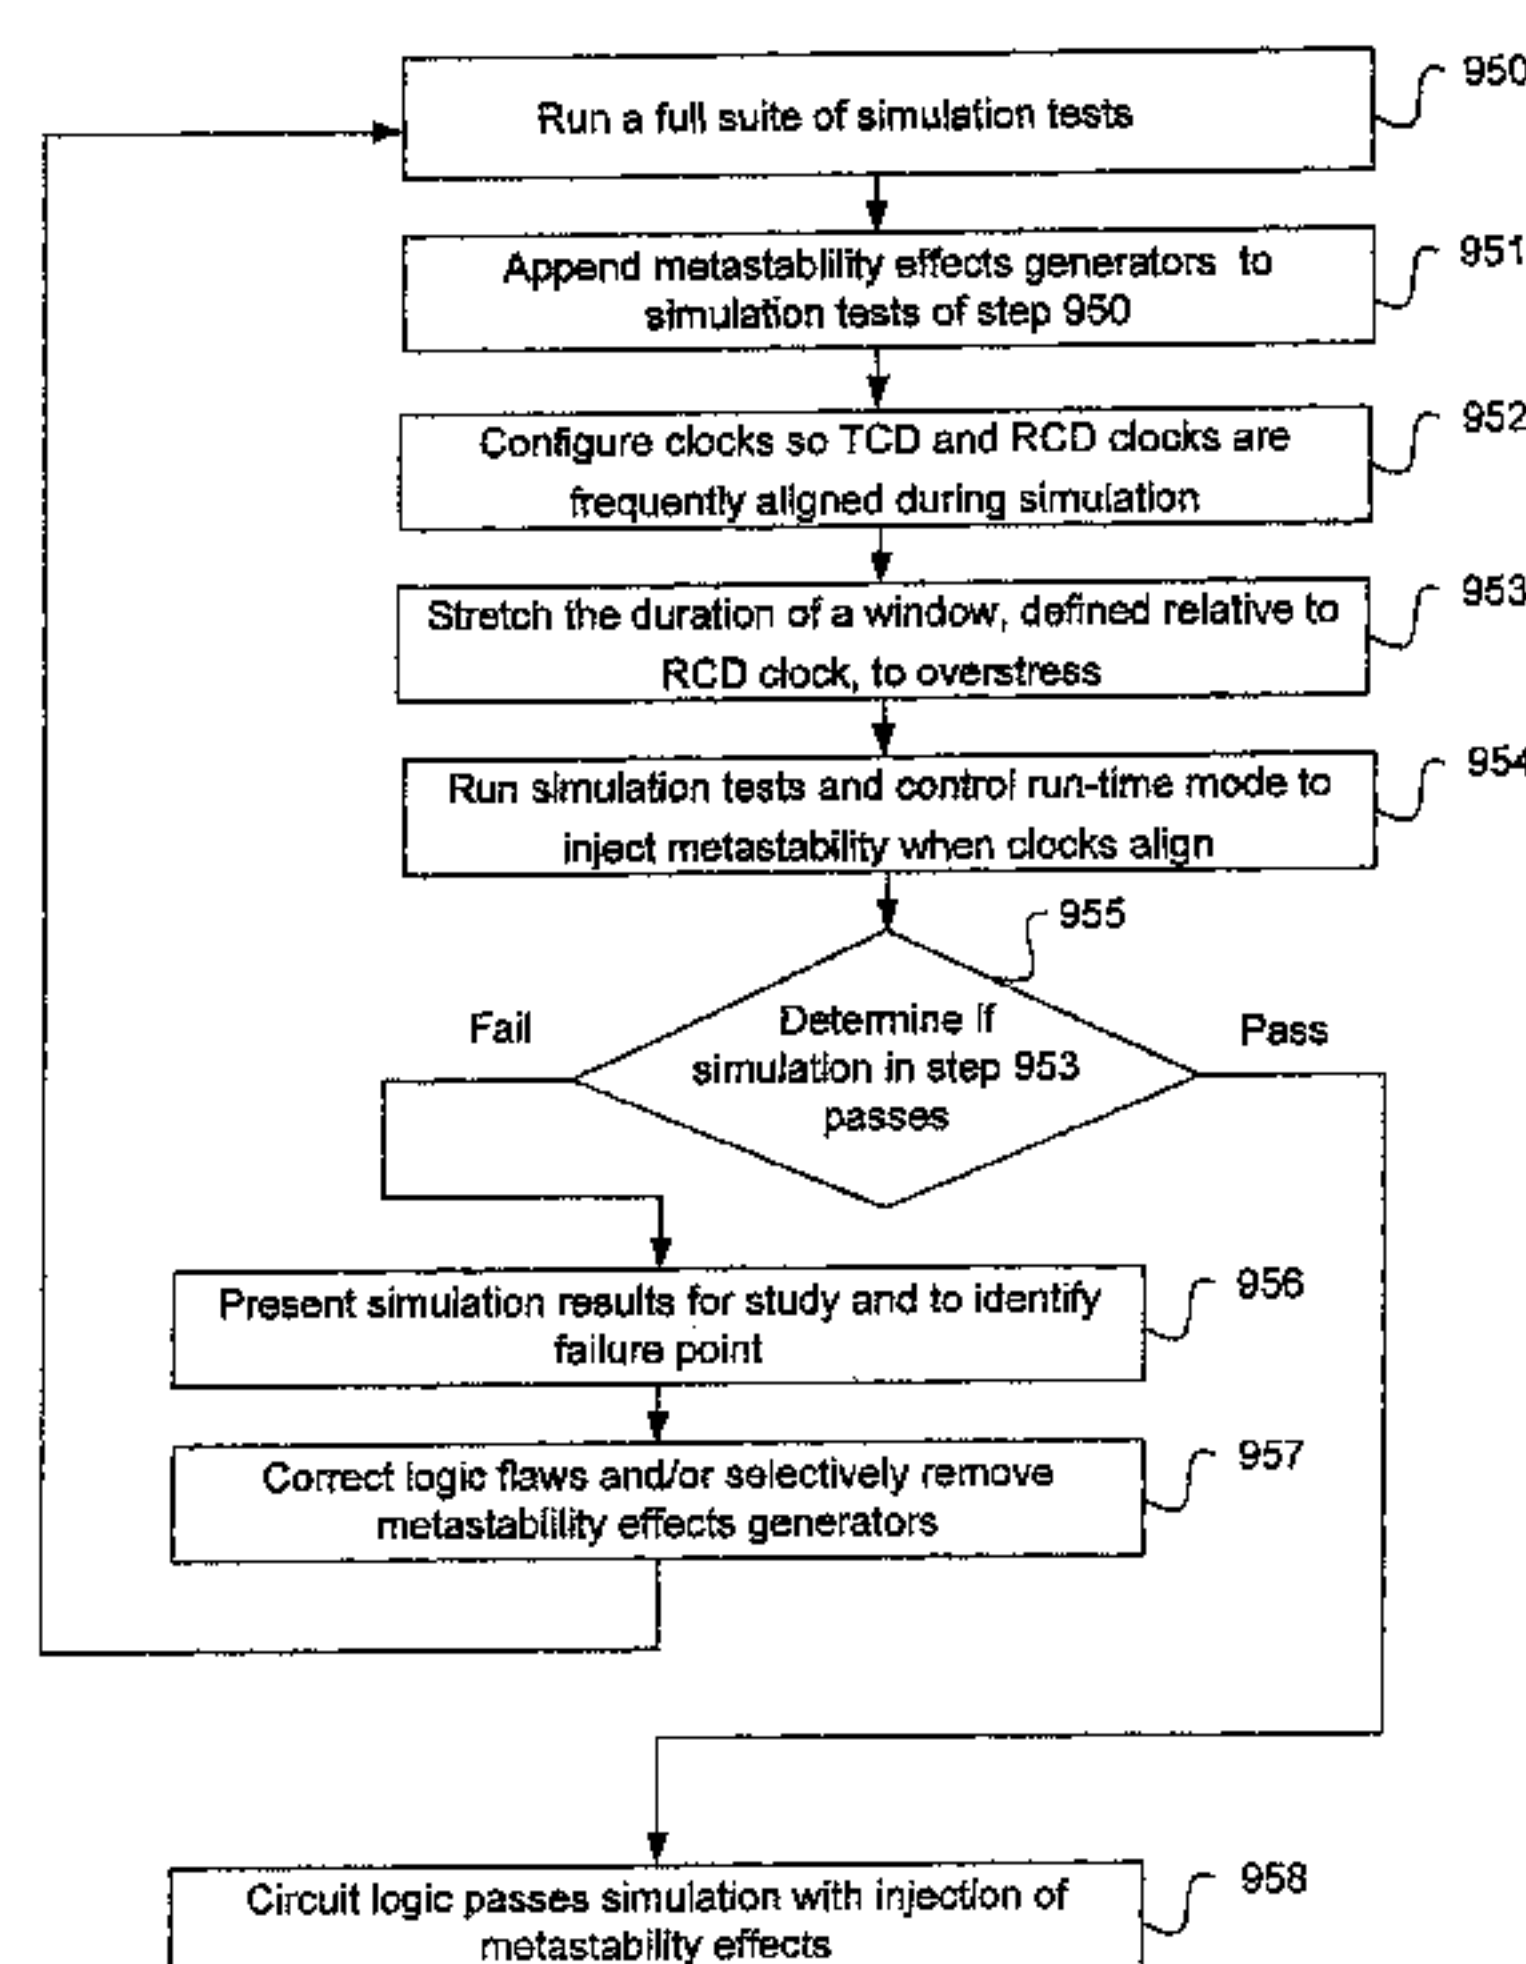 Run a full suite of simulation tests
950
Append metastablility effects generators to
simulation tests of step 950
951
Configure clocks so TCD and RCD clocks are
frequently aligned during simulation
952
Stretch the duration of a window, defined relative to
RCD clock, to overstress
953
Run simulation tests and control run-time mode to
inject metastability when clocks align
954
955
Fail
Determine if
simulation in step 953
passes
Pass
Present simulation results for study and to identify
failure point
956
Correct logic flaws and/or selectively remove
metastablility effects generators
957
Circuit logic passes simulation with injection of
metastability effects
958